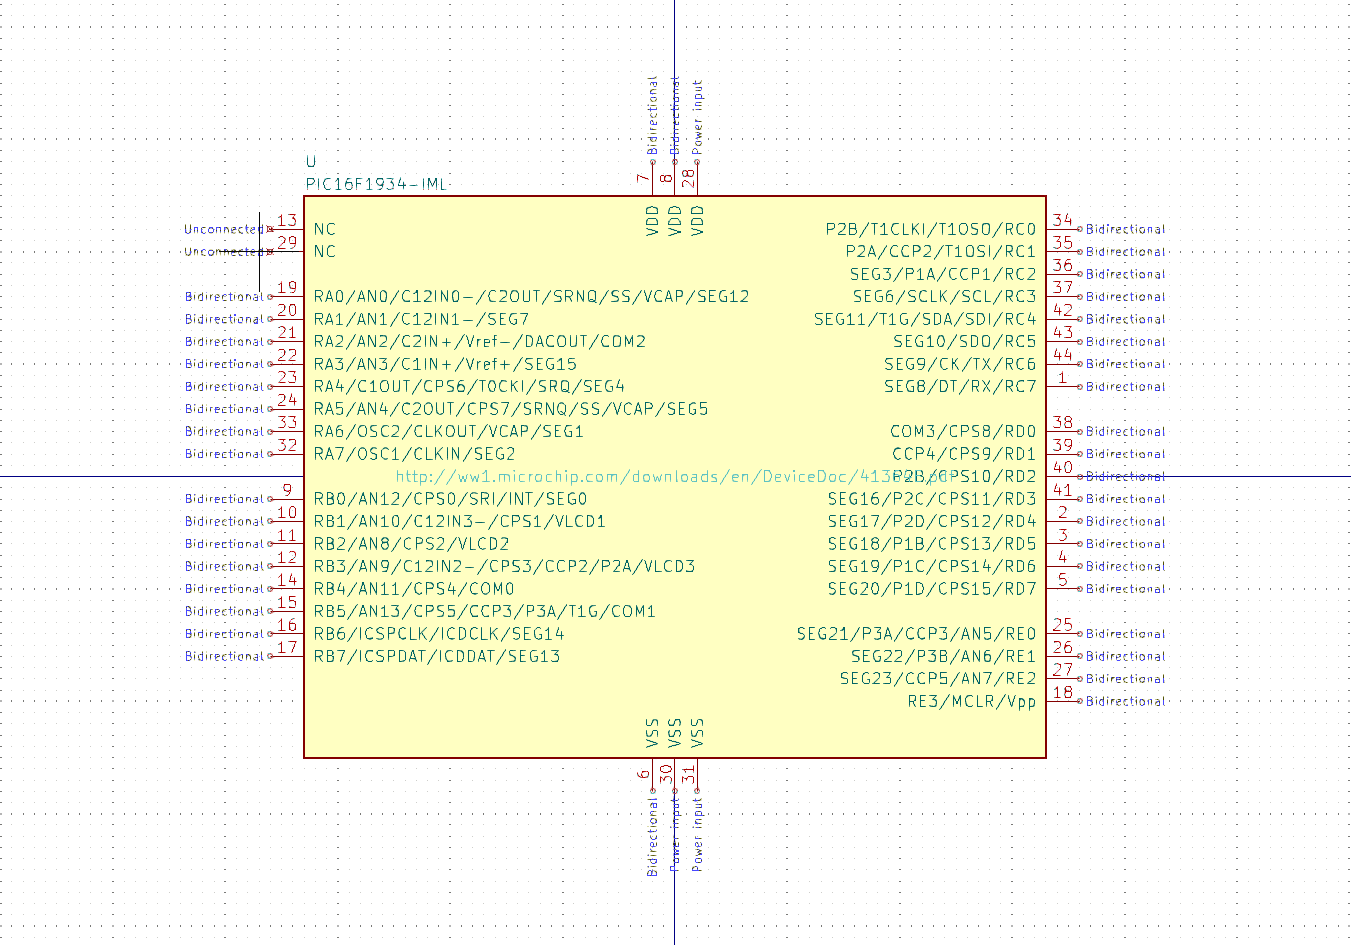 Bidirectional Bidirectional Power input
U
PIC16F1934-IML
7 8 28
VDD VDD VDD
Unconnected 13 NC P2B/T1CLKI/T1OSO/RC0 34 Bidirectional
Unconnected 29 NC P2A/CCP2/T1OSI/RC1 35 Bidirectional
SEG3/P1A/CCP1/RC2 36 Bidirectional
Bidirectional 19 RA0/AN0/C12IN0-/C2OUT/SRNQ/SS/VCAP/SEG12 SEG6/SCLK/SCL/RC3 37 Bidirectional
Bidirectional 20 RA1/AN1/C12IN1-/SEG7 SEG11/T1G/SDA/SDI/RC4 42 Bidirectional
Bidirectional 21 RA2/AN2/C2IN+/Vref-/DACOUT/COM2 SEG10/SDO/RC5 43 Bidirectional
Bidirectional 22 RA3/AN3/C1IN+/Vref+/SEG15 SEG9/CK/TX/RC6 44 Bidirectional
Bidirectional 23 RA4/C1OUT/CPS6/T0CKI/SRQ/SEG4 SEG8/DT/RX/RC7 1 Bidirectional
Bidirectional 24 RA5/AN4/C2OUT/CPS7/SRNQ/SS/VCAP/SEG5
Bidirectional 33 RA6/OSC2/CLKOUT/VCAP/SEG1 COM3/CPS8/RD0 38 Bidirectional
Bidirectional 32 RA7/OSC1/CLKIN/SEG2 CCP4/CPS9/RD1 39 Bidirectional
P2B/CPS10/RD2 40 Bidirectional
Bidirectional 9 RB0/AN12/CPS0/SRI/INT/SEG0 SEG16/P2C/CPS11/RD3 41 Bidirectional
Bidirectional 10 RB1/AN10/C12IN3-/CPS1/VLCD1 SEG17/P2D/CPS12/RD4 2 Bidirectional
Bidirectional 11 RB2/AN8/CPS2/VLCD2 SEG18/P1B/CPS13/RD5 3 Bidirectional
Bidirectional 12 RB3/AN9/C12IN2-/CPS3/CCP2/P2A/VLCD3 SEG19/P1C/CPS14/RD6 4 Bidirectional
Bidirectional 14 RB4/AN11/CPS4/COM0 SEG20/P1D/CPS15/RD7 5 Bidirectional
Bidirectional 15 RB5/AN13/CPS5/CCP3/P3A/T1G/COM1
Bidirectional 16 RB6/ICSPCLK/ICDCLK/SEG14 SEG21/P3A/CCP3/AN5/RE0 25 Bidirectional
Bidirectional 17 RB7/ICSPDAT/ICDDAT/SEG13 SEG22/P3B/AN6/RE1 26 Bidirectional
SEG23/CCP5/AN7/RE2 27 Bidirectional
RE3/MCLR/Vpp 18 Bidirectional
VSS VSS VSS
6 30 31
Bidirectional Power input Power input